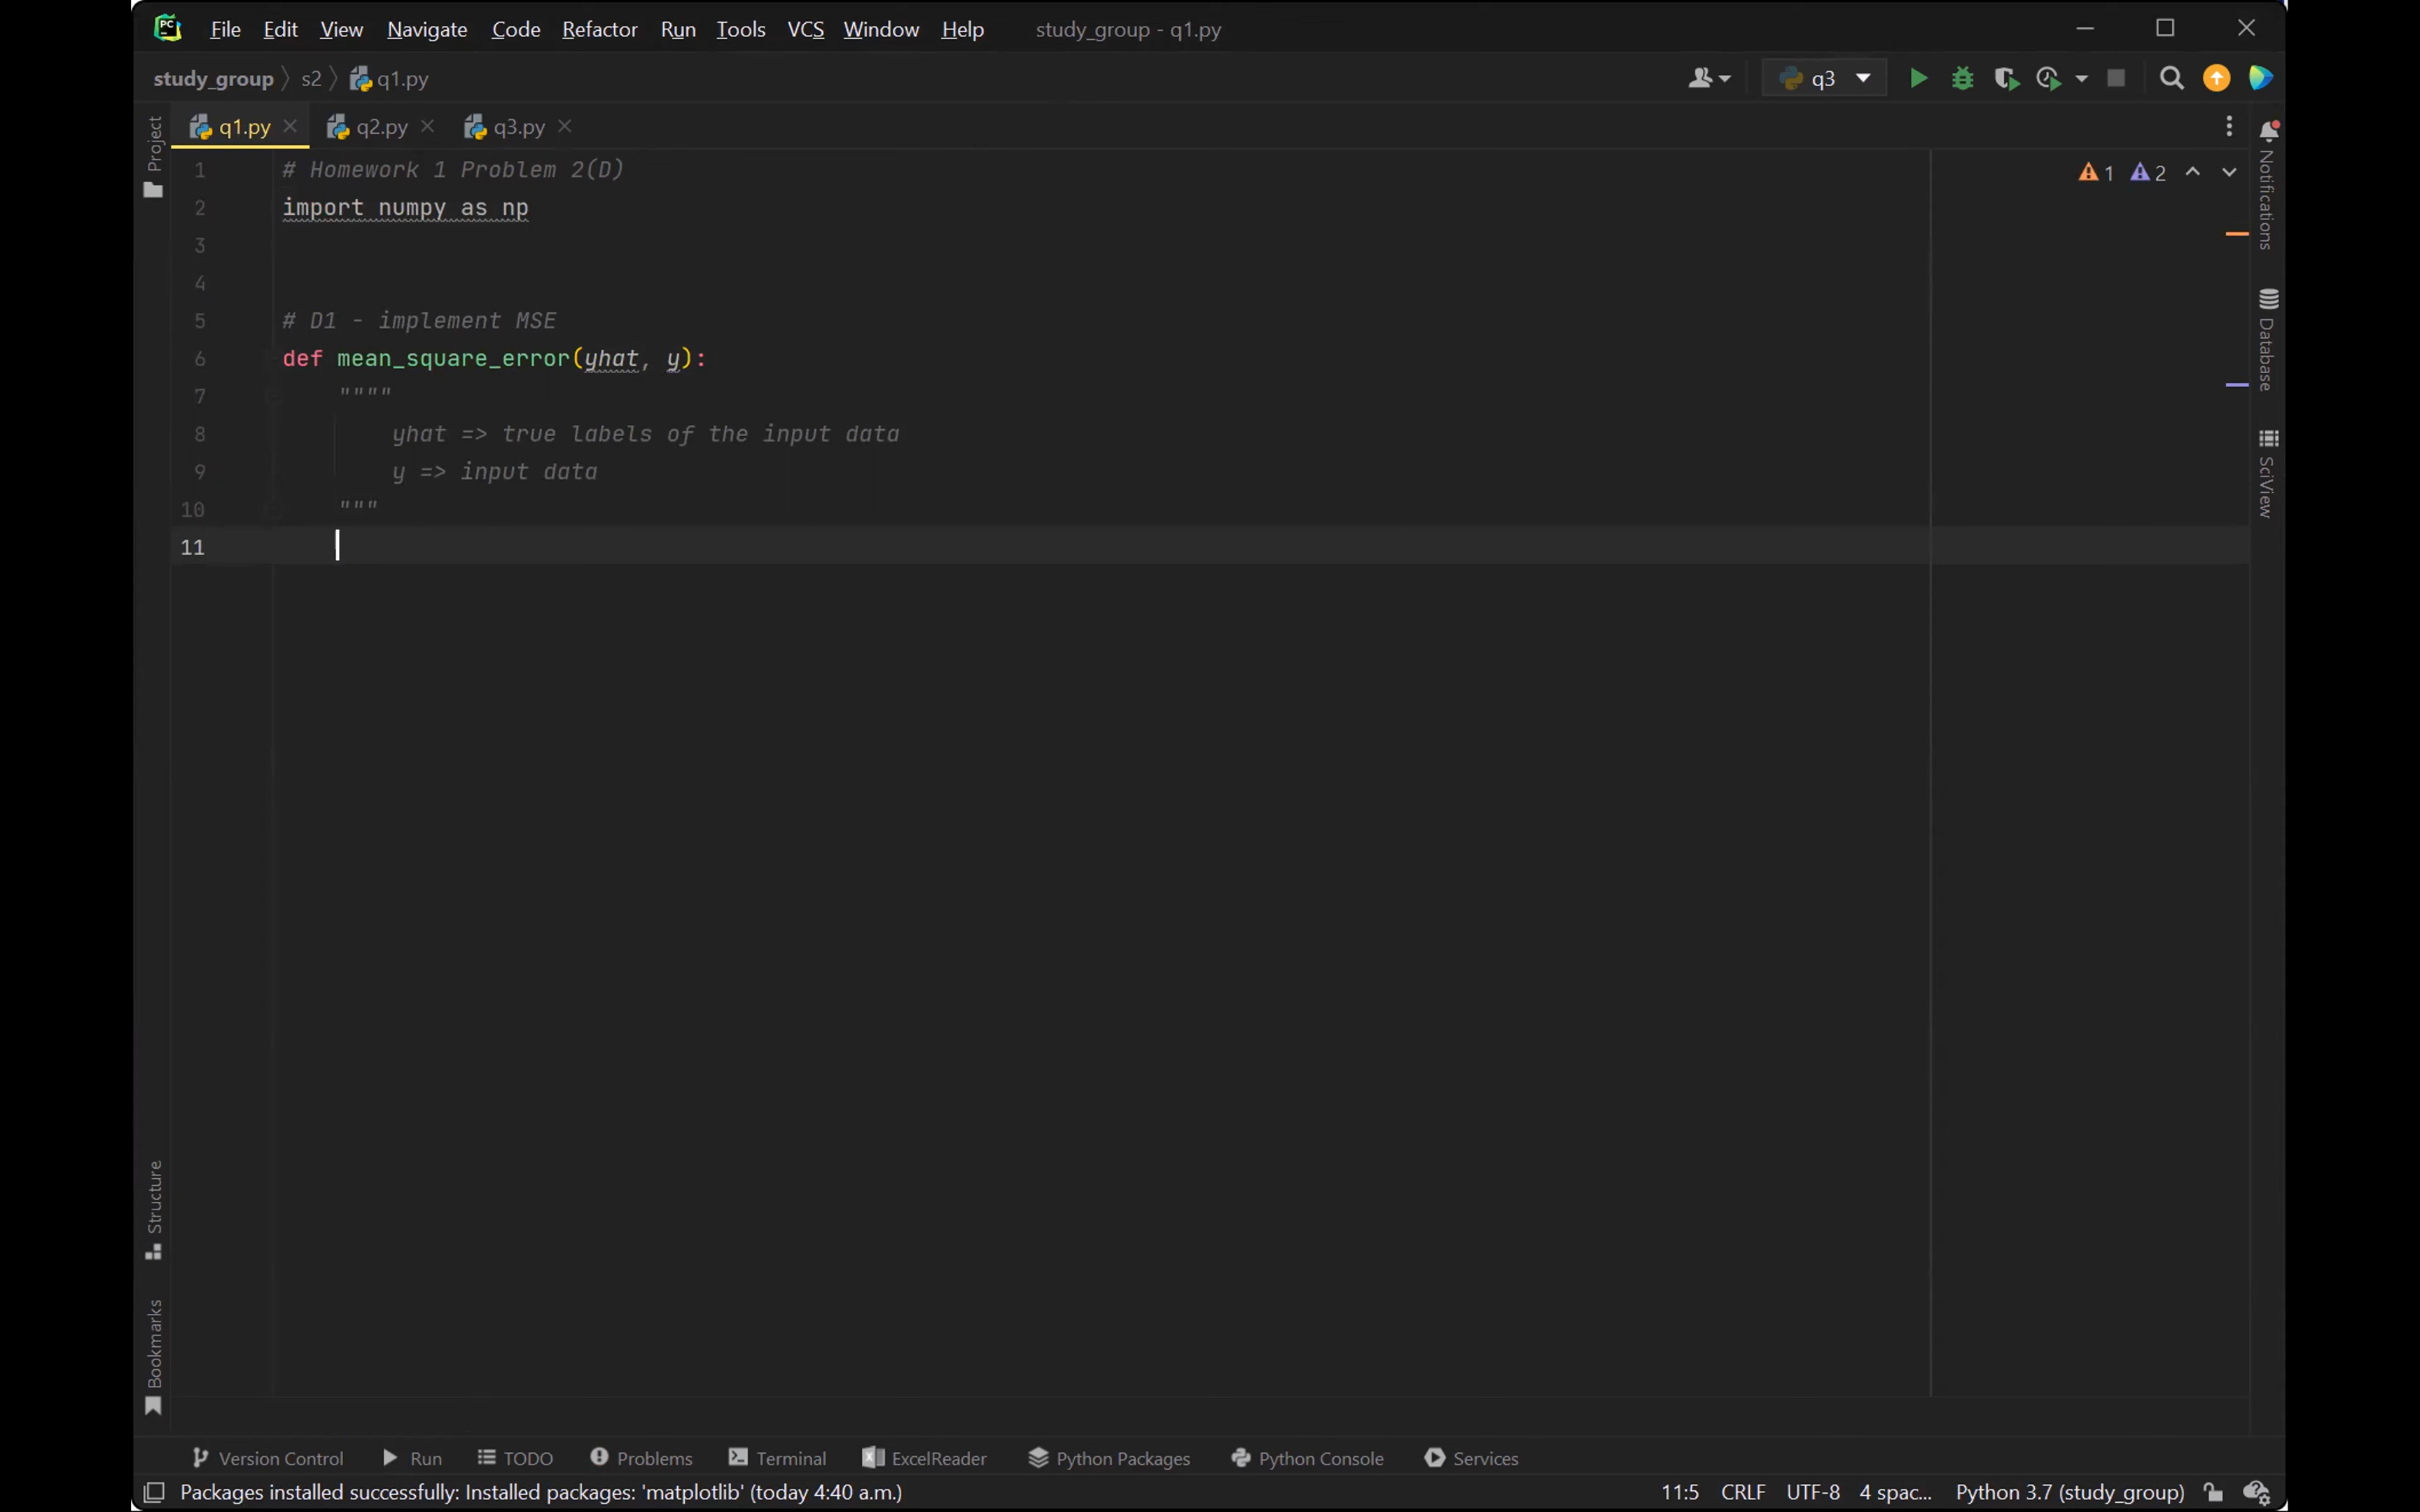 PC
File Edit View Navigate Code Refactor Run Tools VCS Window Help study_group - q1.py
study_group s2 q1.py q3
q1.py q2.py q3.py
Project
Notifications
Database
SciView
Structure
Bookmarks
1 2
1 # Homework 1 Problem 2(D)
2 import numpy as np
3
4
5 # D1 - implement MSE
6 def mean_square_error(yhat, y):
7 """"
8 yhat => true labels of the input data
9 y => input data
10 """
11
Version Control Run TODO Problems Terminal ExcelReader Python Packages Python Console Services
Packages installed successfully: Installed packages: 'matplotlib' (today 4:40 a.m.) 11:5 CRLF UTF-8 4 spac... Python 3.7 (study_group)